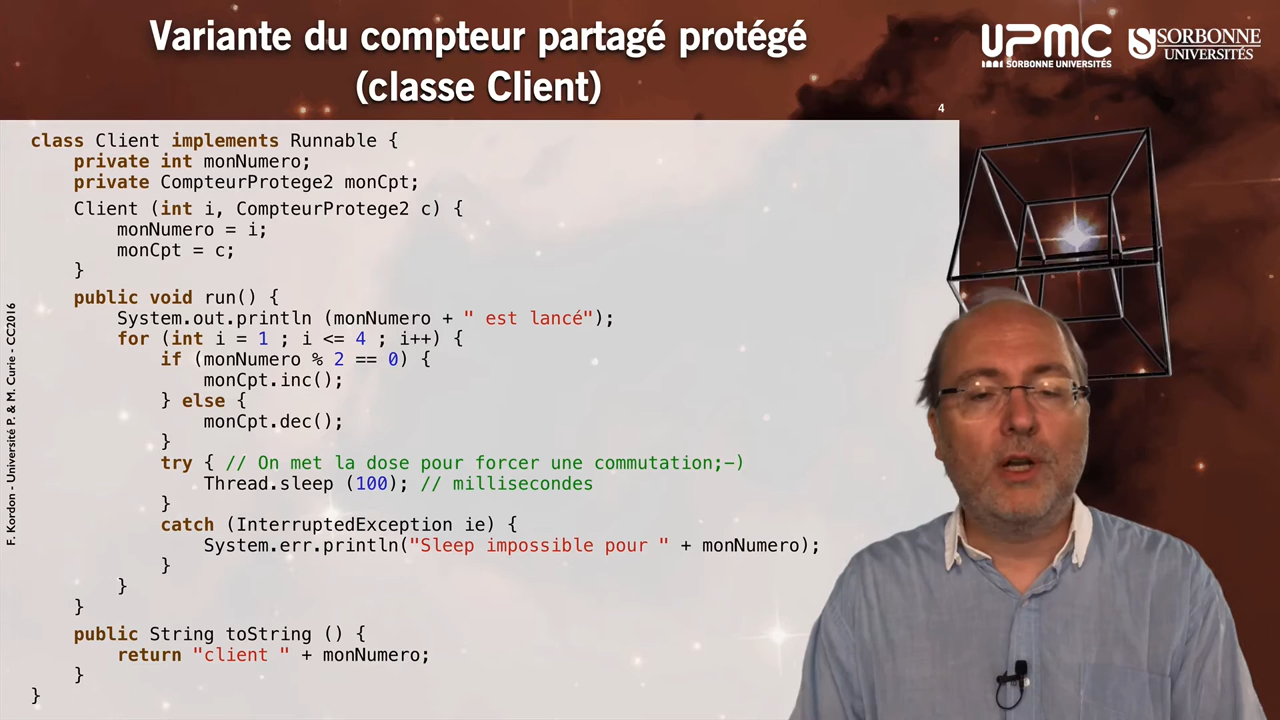 Variante du compteur partagé protégé
(classe Client)
UPMC
SORBONNE UNIVERSITÉS
SORBONNE
UNIVERSITÉS
4
class Client implements Runnable {
private int monNumero;
private CompteurProtege2 monCpt;
Client (int i, CompteurProtege2 c) {
monNumero = i;
monCpt = c;
}
public void run() {
System.out.println (monNumero + " est lancé");
for (int i = 1 ; i <= 4 ; i++) {
if (monNumero % 2 == 0) {
monCpt.inc();
} else {
monCpt.dec();
}
try { // On met la dose pour forcer une commutation;-)
Thread.sleep (100); // millisecondes
}
catch (InterruptedException ie) {
System.err.println("Sleep impossible pour " + monNumero);
}
}
}
public String toString () {
return "client " + monNumero;
}
}
F. Kordon - Université P. & M. Curie - CC2016